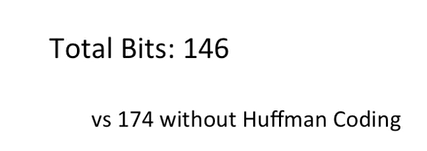 Total Bits: 146
vs 174 without Huffman Coding